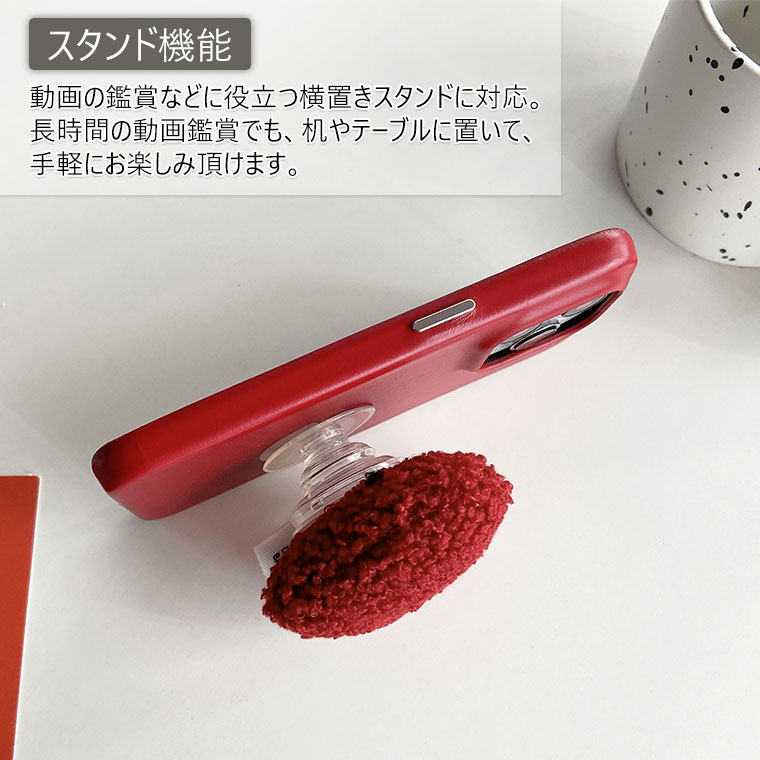 スタンド機能
動画の鑑賞などに役立つ横置きスタンドに対応。
長時間の動画鑑賞でも、机やテーブルに置いて、
手軽にお楽しみ頂けます。